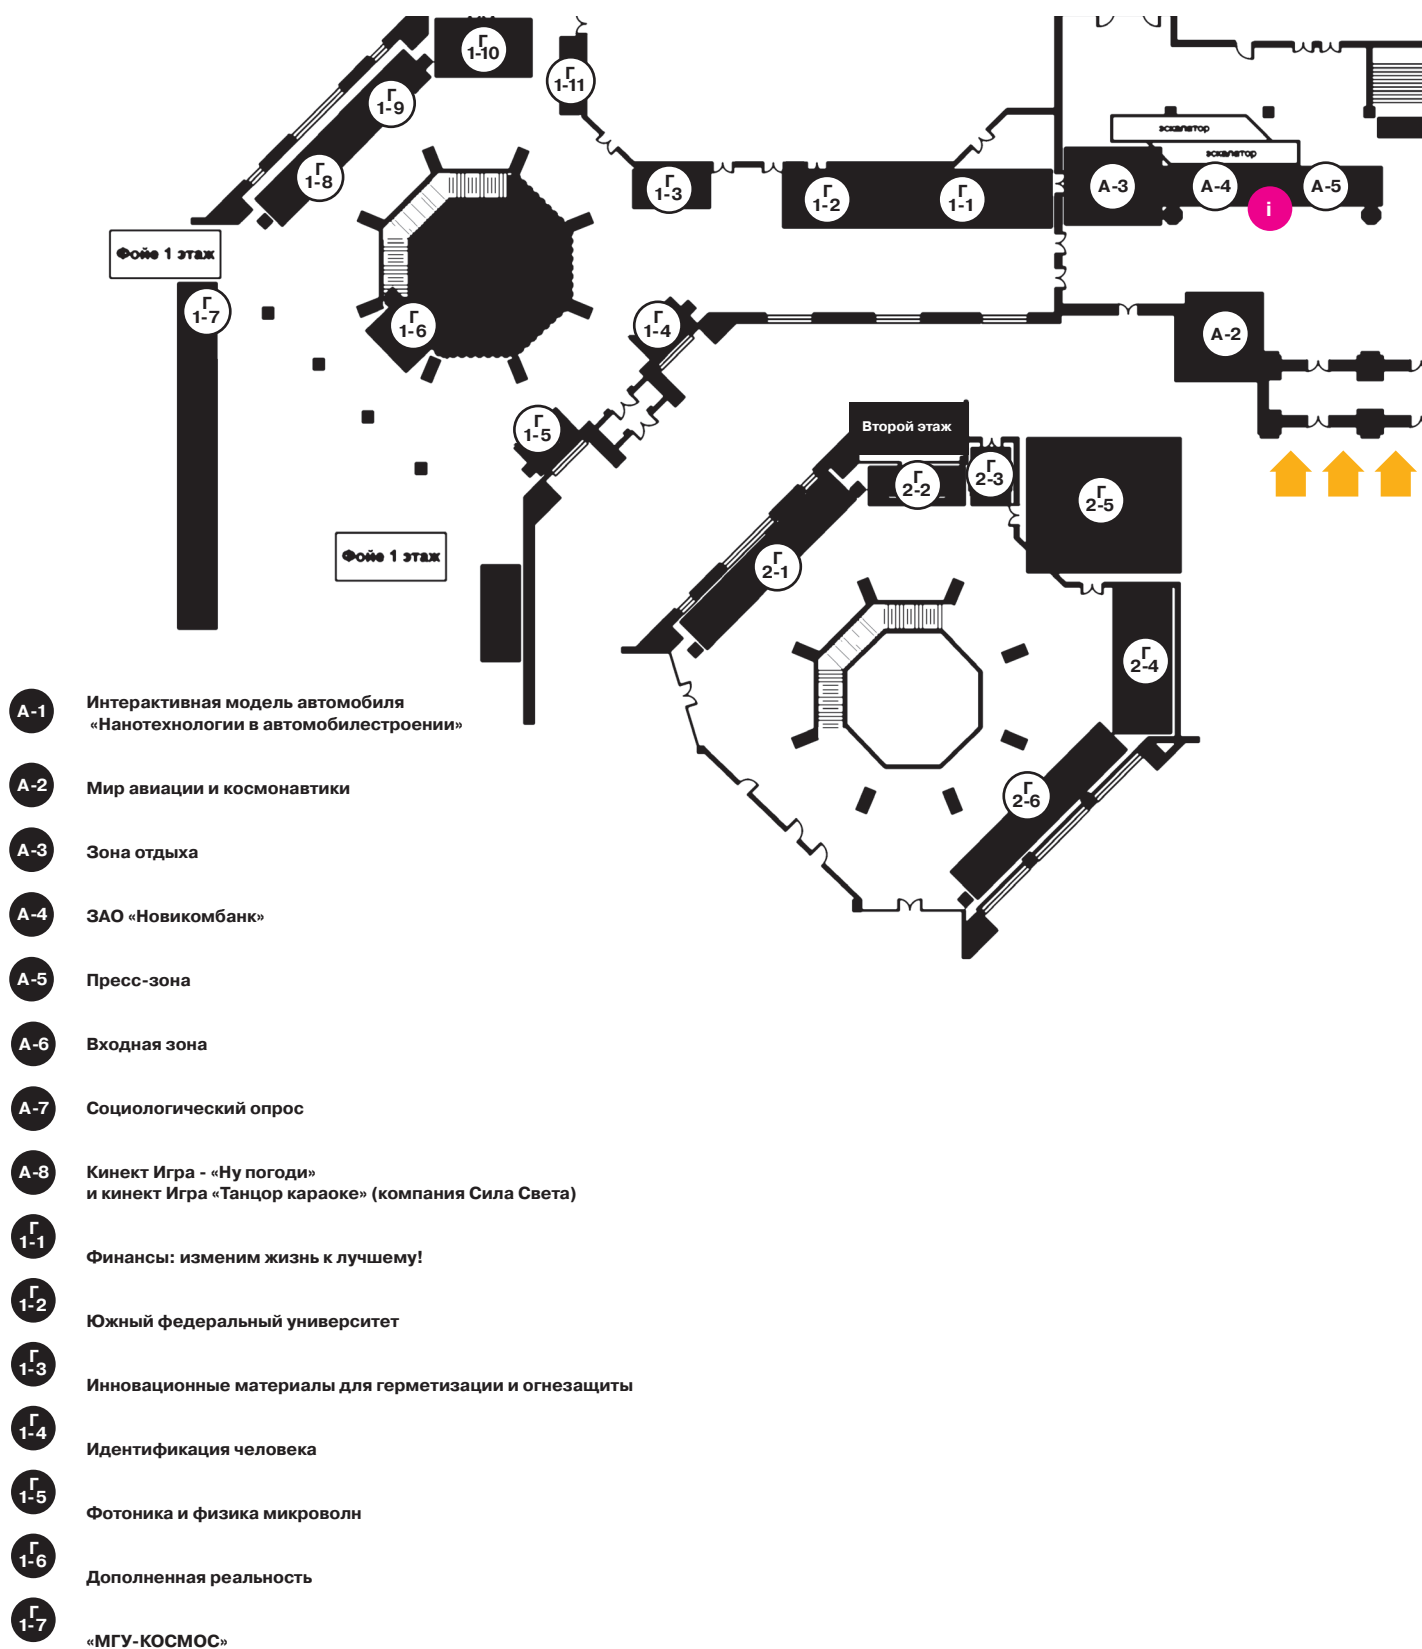 Г
1-10
Г
1-11
Г
1-9
Г
1-8
Г
1-3
Г
1-2
Г
1-1
эскалатор
эскалатор
А-3
А-4
А-5
i
Фойе 1 этаж
Г
1-7
Г
1-6
Г
1-4
А-2
Г
1-5
Второй этаж
Г
2-2
Г
2-3
Г
2-5
Фойе 1 этаж
Г
2-1
Г
2-4
Г
2-6
А-1
Интерактивная модель автомобиля
«Нанотехнологии в автомобилестроении»
А-2
Мир авиации и космонавтики
А-3
Зона отдыха
А-4
ЗАО «Новикомбанк»
А-5
Пресс-зона
А-6
Входная зона
А-7
Социологический опрос
А-8
Кинект Игра - «Ну погоди»
и кинект Игра «Танцор караоке» (компания Сила Света)
Г
1-1
Финансы: изменим жизнь к лучшему!
Г
1-2
Южный федеральный университет
Г
1-3
Инновационные материалы для герметизации и огнезащиты
Г
1-4
Идентификация человека
Г
1-5
Фотоника и физика микроволн
Г
1-6
Дополненная реальность
Г
1-7
«МГУ-КОСМОС»